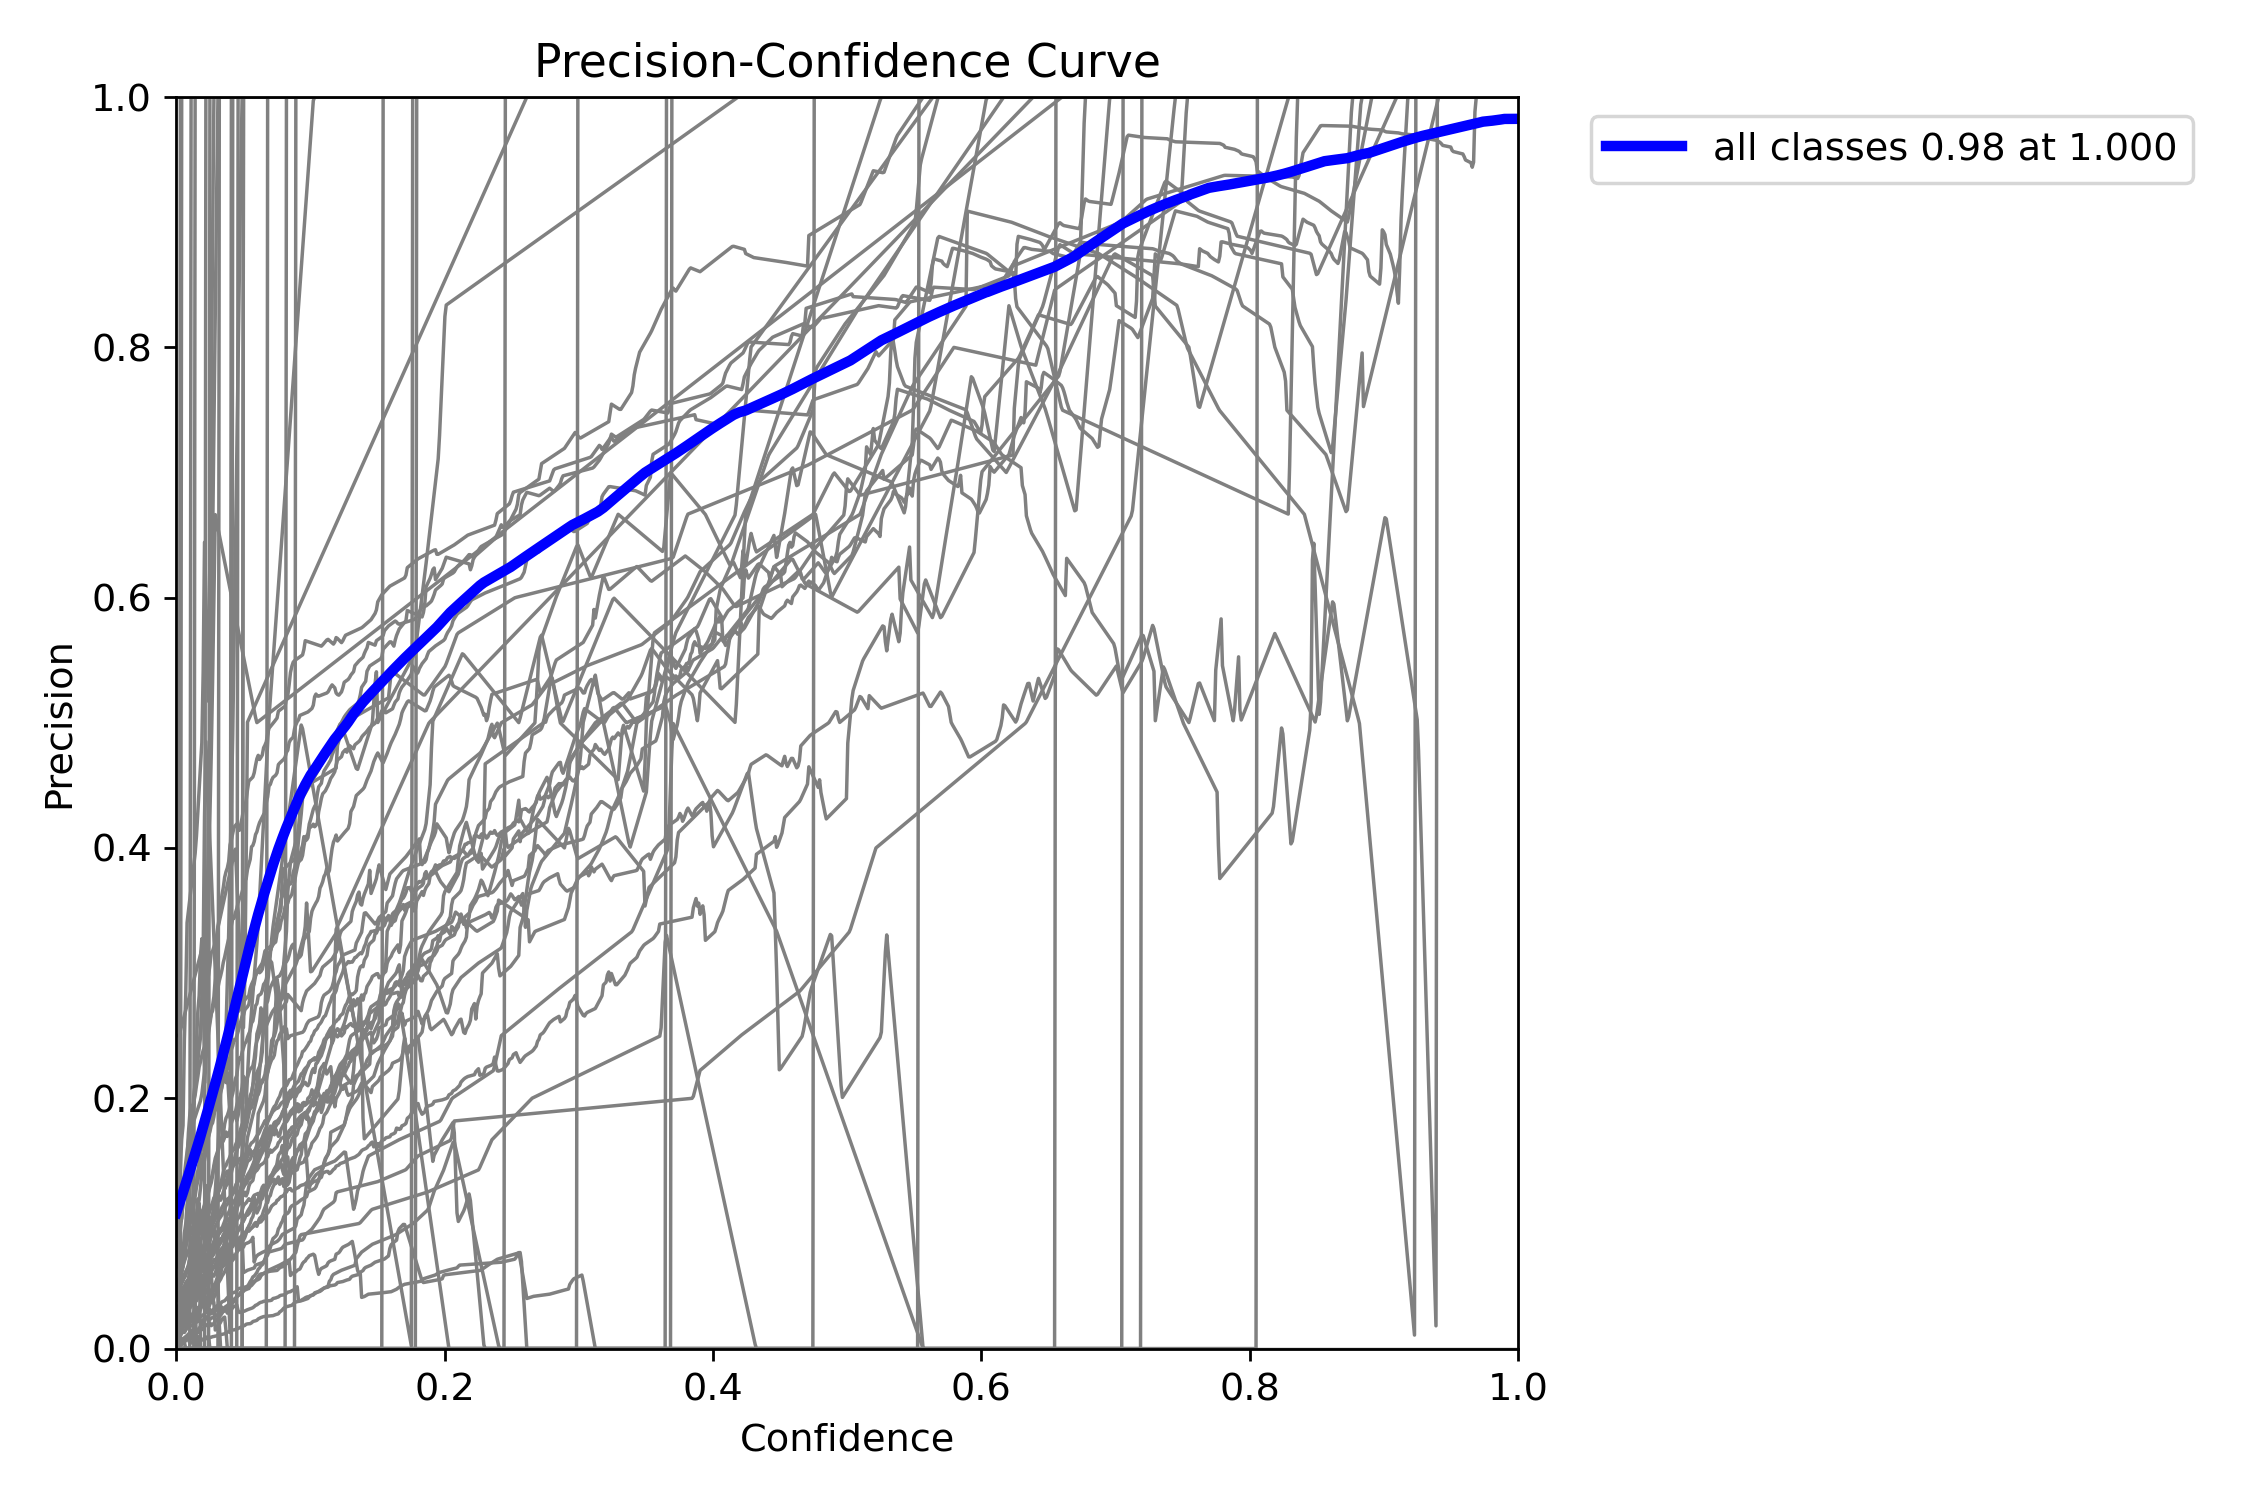 Precision-Confidence Curve
all classes 0.98 at 1.000
1.0
0.8
0.6
0.4
0.2
0.0
Precision
0.0 0.2 0.4 0.6 0.8 1.0
Confidence